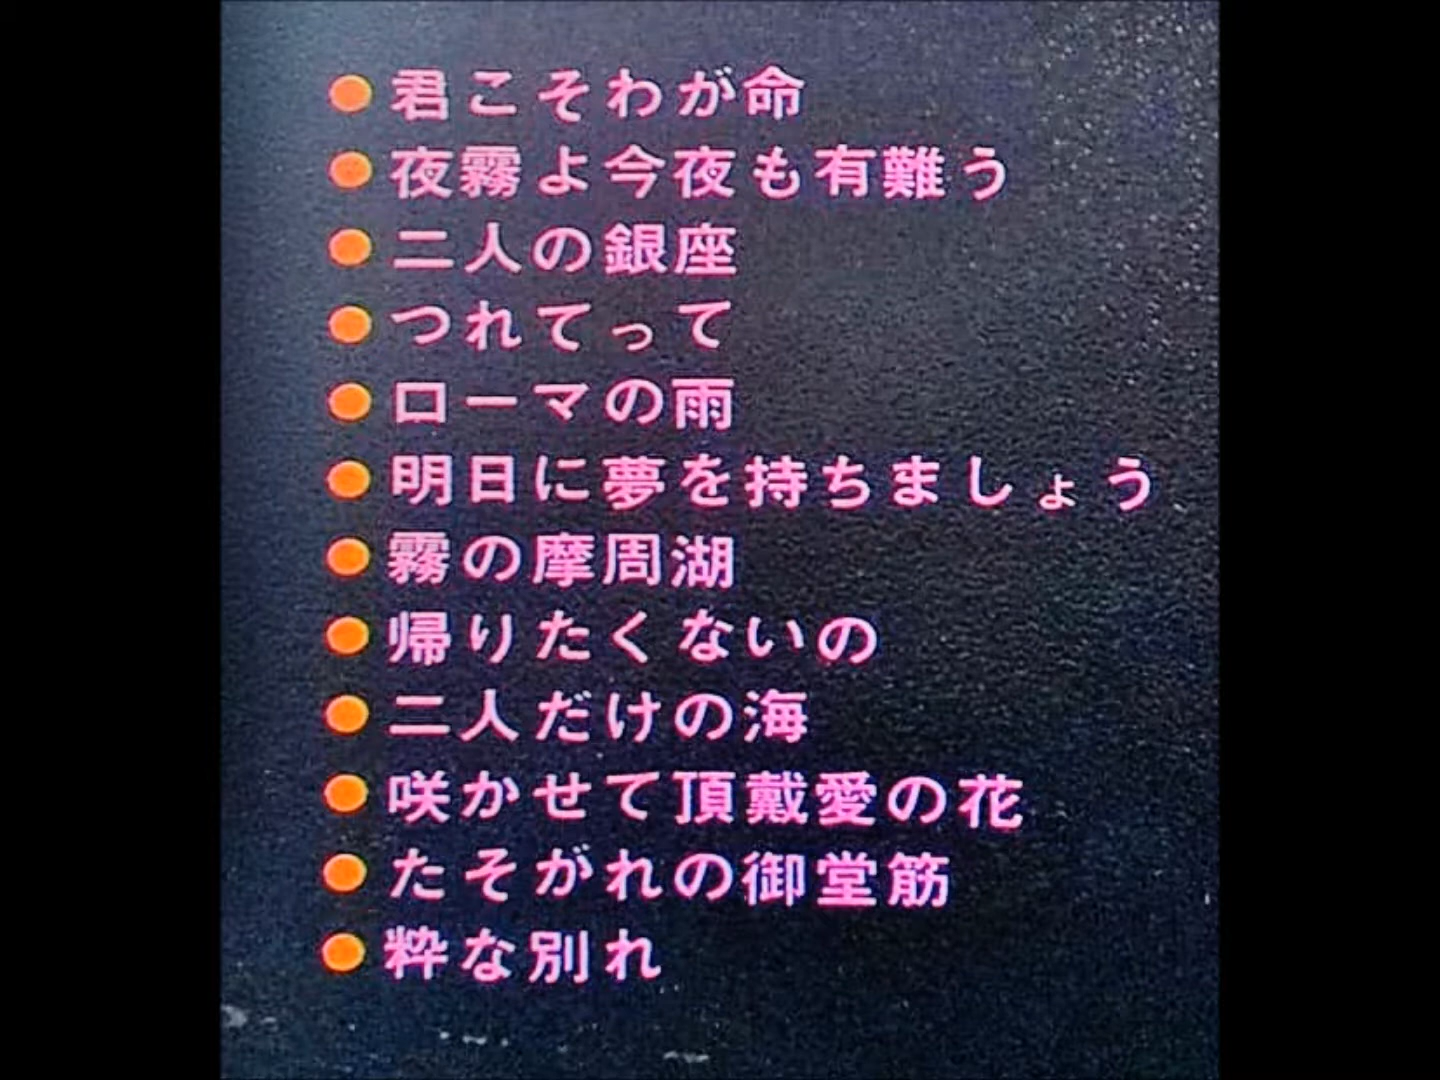 ●君こそわが命
●夜霧よ今夜も有難う
●二人の銀座
●つれてって
●ローマの雨
●明日に夢を持ちましょう
●霧の摩周湖
●帰りたくないの
●二人だけの海
●咲かせて頂戴愛の花
●たそがれの御堂筋
●粋な別れ